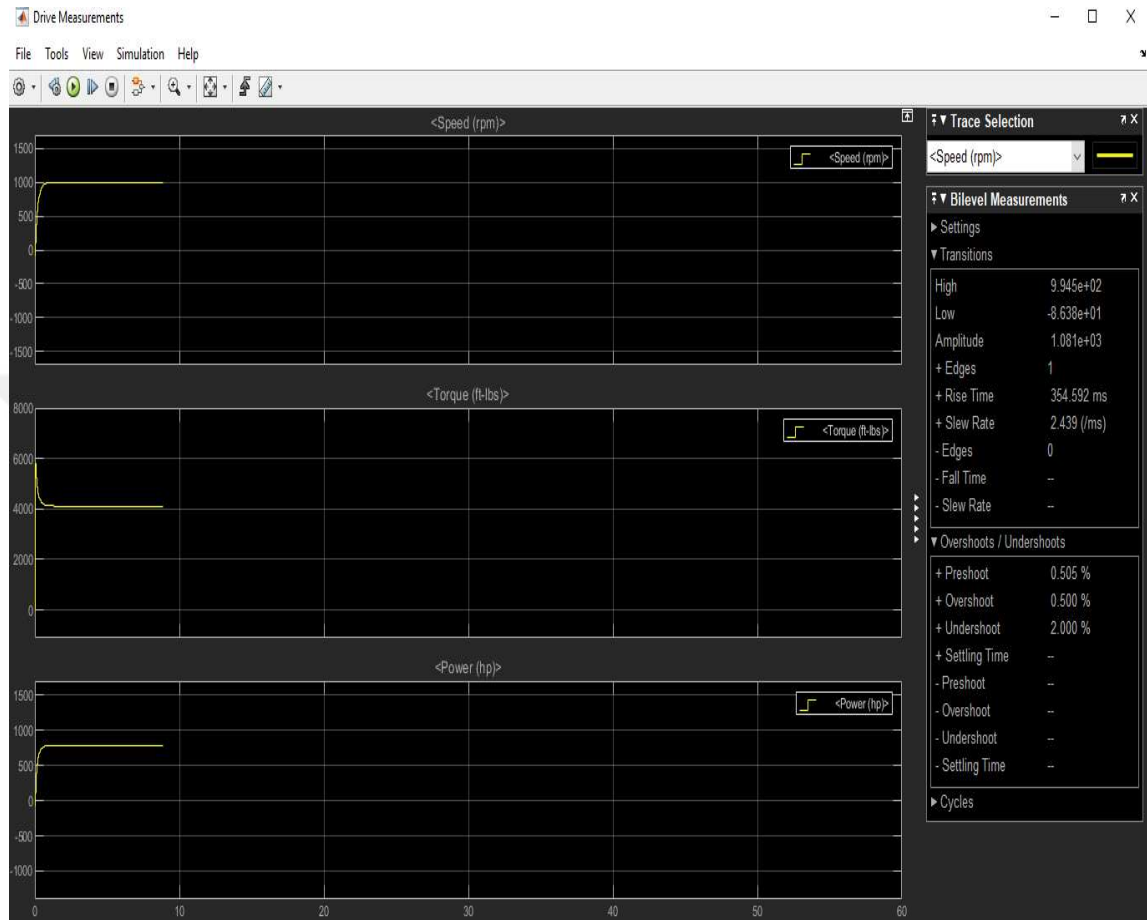 Drive Measurements
File Tools View Simulation Help
<Speed (rpm)>
1500
1000
500
0
-500
-1000
-1500
<Speed (rpm)>
<Torque (ft-lbs)>
8000
6000
4000
2000
0
<Torque (ft-lbs)>
<Power (hp)>
1500
1000
500
0
-500
-1000
<Power (hp)>
0 10 20 30 40 50 60
Trace Selection
<Speed (rpm)>
Bilevel Measurements
Settings
Transitions
High 9.945e+02
Low -8.638e+01
Amplitude 1.081e+03
+ Edges 1
+ Rise Time 354.592 ms
+ Slew Rate 2.439 (/ms)
- Edges 0
- Fall Time --
- Slew Rate --
Overshoots / Undershoots
+ Preshoot 0.505 %
+ Overshoot 0.500 %
+ Undershoot 2.000 %
+ Settling Time --
- Preshoot --
- Overshoot --
- Undershoot --
- Settling Time --
Cycles